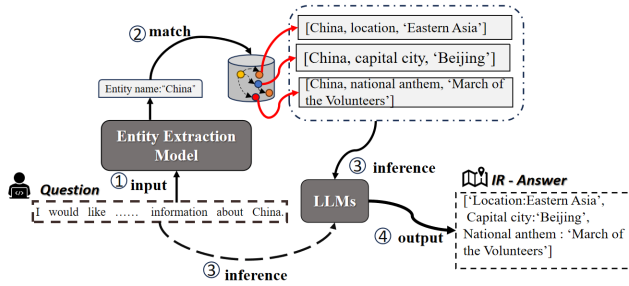 ② match
[China, location, ‘Eastern Asia’]
[China, capital city, ‘Beijing’]
[China, national anthem, ‘March of
the Volunteers’]
Entity name:"China"
Entity Extraction
Model
① input
Question
I would like …… information about China.
③ inference
LLMs
③ inference
④ output
IR - Answer
[‘Location:Eastern Asia’,
Capital city:‘Beijing’,
National anthem : ‘March of
the Volunteers’]